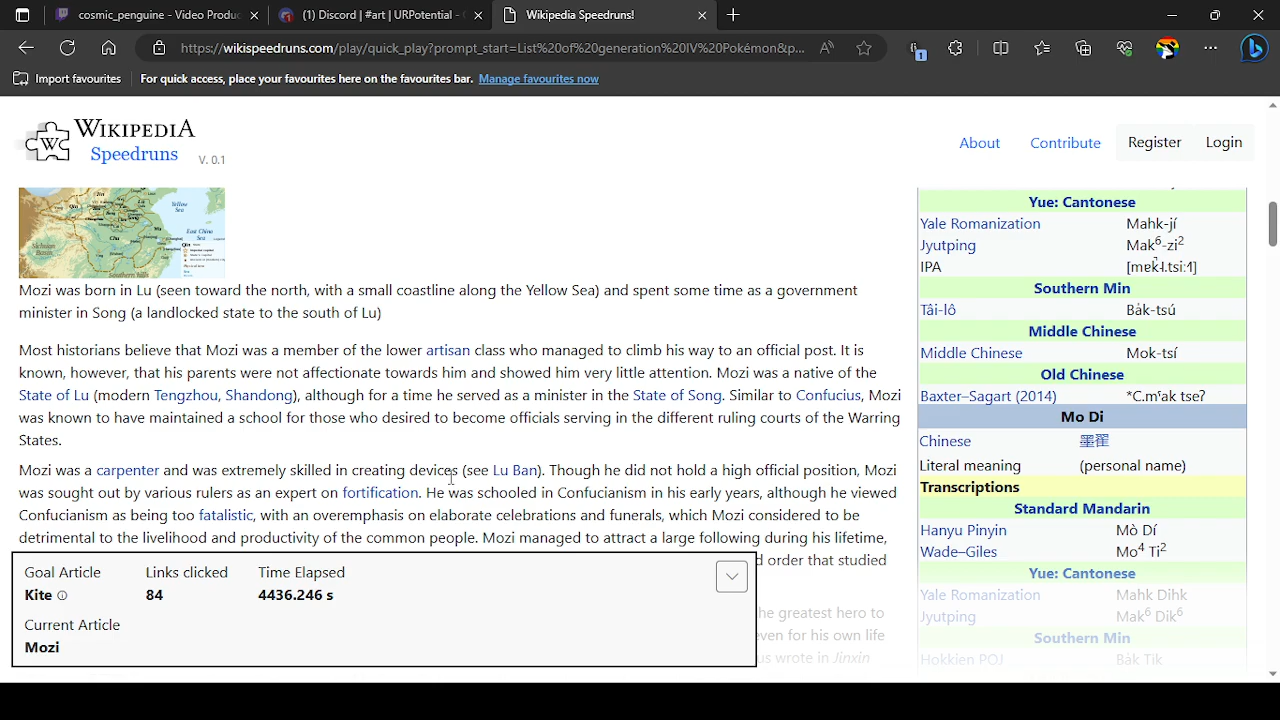 cosmic_penguine - Video Produc
(1) Discord | #art | URPotential -
Wikipedia Speedruns!
https://wikispeedruns.com/play/quick_play?prompt_start=List%20of%20generation%20IV%20Pokémon&p...
1
Import favourites
For quick access, place your favourites here on the favourites bar. Manage favourites now
WIKIPEDIA
Speedruns
V. 0.1
About
Contribute
Register
Login
Yellow Sea
East China Sea
Mozi was born in Lu (seen toward the north, with a small coastline along the Yellow Sea) and spent some time as a government
minister in Song (a landlocked state to the south of Lu)
Most historians believe that Mozi was a member of the lower artisan class who managed to climb his way to an official post. It is
known, however, that his parents were not affectionate towards him and showed him very little attention. Mozi was a native of the
State of Lu (modern Tengzhou, Shandong), although for a time he served as a minister in the State of Song. Similar to Confucius, Mozi
was known to have maintained a school for those who desired to become officials serving in the different ruling courts of the Warring
States.
Mozi was a carpenter and was extremely skilled in creating devices (see Lu Ban). Though he did not hold a high official position, Mozi
was sought out by various rulers as an expert on fortification. He was schooled in Confucianism in his early years, although he viewed
Confucianism as being too fatalistic, with an overemphasis on elaborate celebrations and funerals, which Mozi considered to be
detrimental to the livelihood and productivity of the common people. Mozi managed to attract a large following during his lifetime,
d order that studied
he greatest hero to
even for his own life
us wrote in Jinxin
Goal Article
Links clicked
Time Elapsed
Kite
84
4436.246 s
Current Article
Mozi
Yue: Cantonese
Yale Romanization Mahk-jí
Jyutping Mak⁶-zi²
IPA
Southern Min
Tâi-lô Ba̍k-tsú
Middle Chinese
Middle Chinese Mok-tsí
Old Chinese
Baxter–Sagart (2014) *C.mˤak tseʔ
Mo Di
Chinese 墨翟
Literal meaning (personal name)
Transcriptions
Standard Mandarin
Hanyu Pinyin Mò Dí
Wade–Giles Mo⁴ Ti²
Yue: Cantonese
Yale Romanization Mahk Dihk
Jyutping Mak⁶ Dik⁶
Southern Min
Hokkien POJ Ba̍k Te̍k